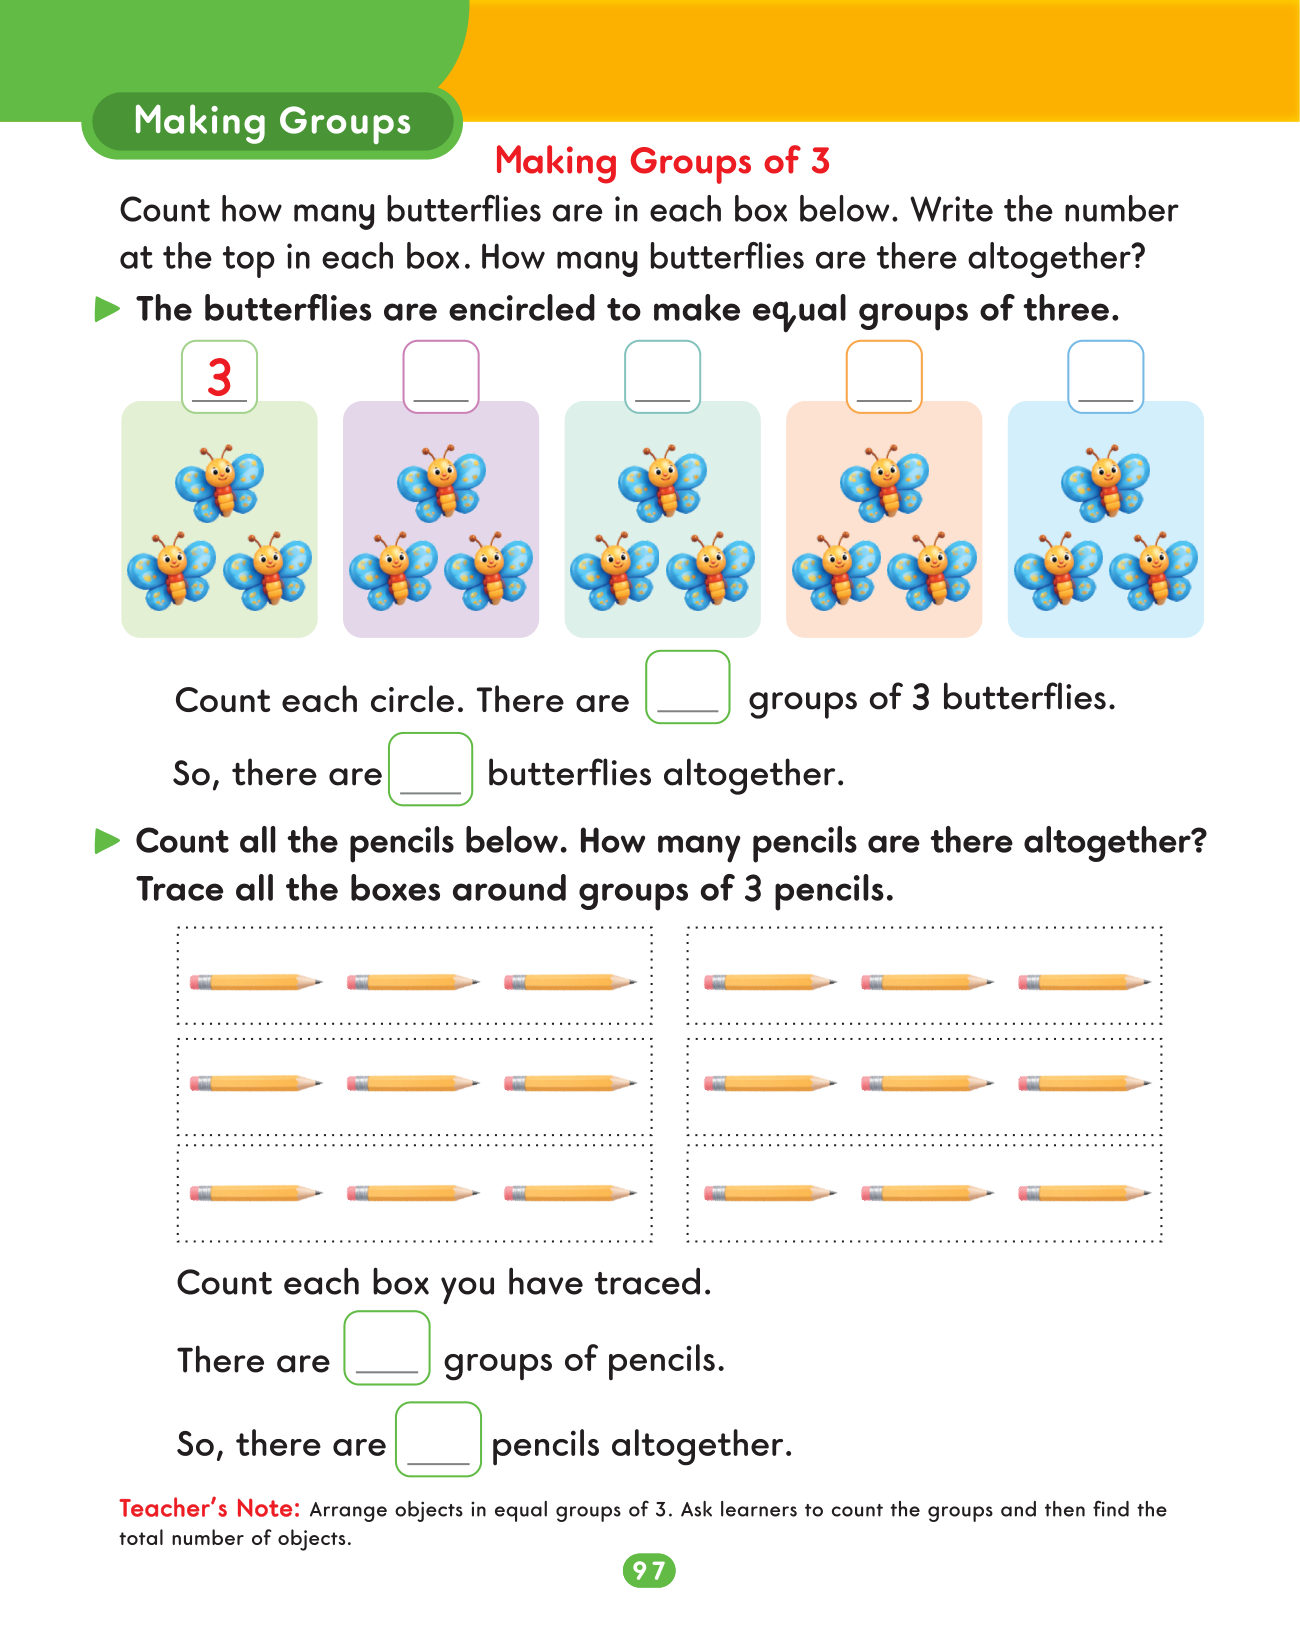 Making Groups
Making Groups of 3
Count how many butterflies are in each box below. Write the number
at the top in each box. How many butterflies are there altogether?
The butterflies are encircled to make equal groups of three.
3
Count each circle. There are ___ groups of 3 butterflies.
So, there are ___ butterflies altogether.
Count all the pencils below. How many pencils are there altogether?
Trace all the boxes around groups of 3 pencils.
Count each box you have traced.
There are ___ groups of pencils.
So, there are ___ pencils altogether.
Teacher's Note: Arrange objects in equal groups of 3. Ask learners to count the groups and then find the
total number of objects.
97